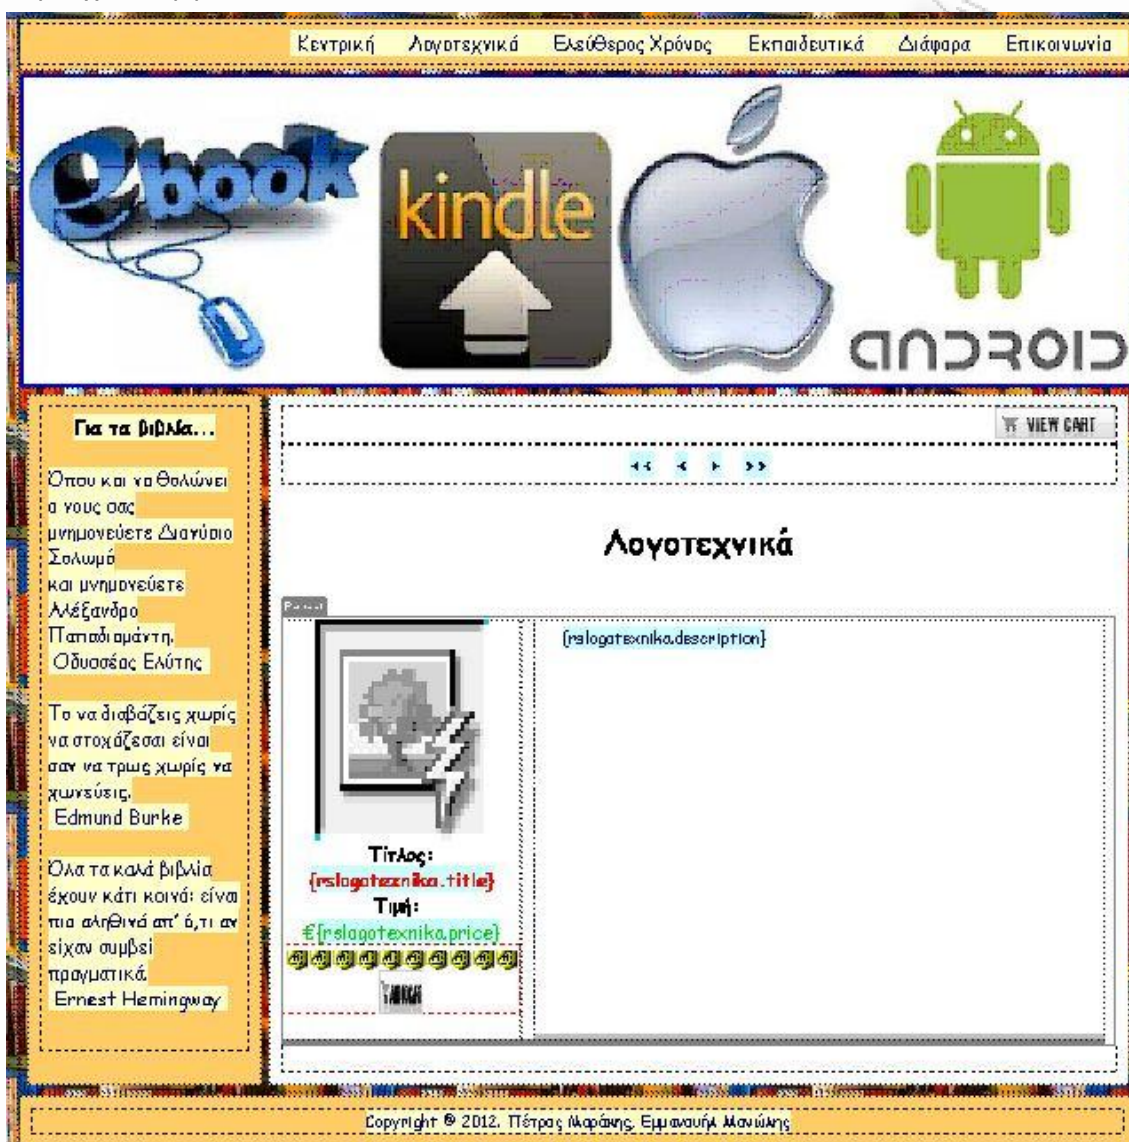 Κεντρική Λογοτεχνικά Ελεύθερος Χρόνος Εκπαιδευτικά Διάφορα Επικοινωνία
ebook
kindle
ANDROID
Για τα βιβλία...
VIEW CART
<< < > >>
Όπου και να θολώνει
ο νους σας
μνημονεύετε Διονύσιο
Σολωμό
και μνημονεύετε
Αλέξανδρο
Παπαδιαμάντη.
Οδυσσέας Ελύτης
Το να διαβάζεις χωρίς
να στοχάζεσαι είναι
σαν να τρως χωρίς να
χωνεύεις.
Edmund Burke
Όλα τα καλά βιβλία
έχουν κάτι κοινό: είναι
πιο αληθινά απ' ό,τι αν
είχαν συμβεί
πραγματικά.
Ernest Hemingway
Λογοτεχνικά
Repeat
{rslogotexnika.description}
Τίτλος:
{rslogotexnika.title}
Τιμή:
€{rslogotexnika.price}
Copyright © 2012. Πέτρος Μαράκης, Εμμανουήλ Μανώλης